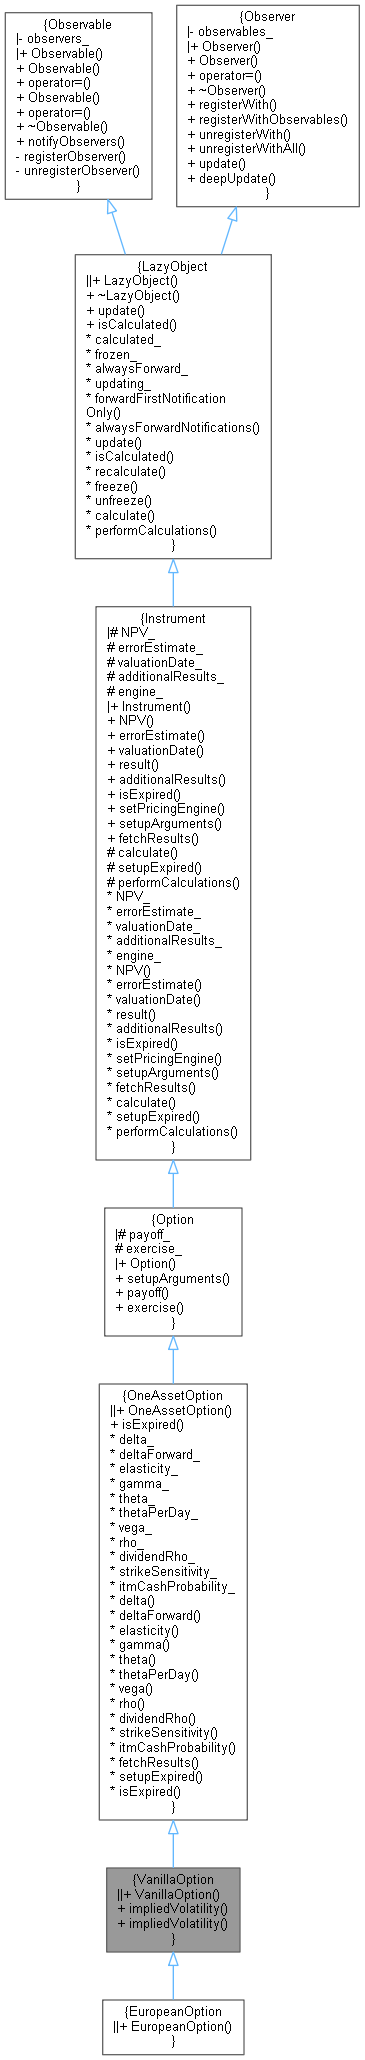 {Observable
|- observers_
|+ Observable()
+ Observable()
+ operator=()
+ Observable()
+ operator=()
+ ~Observable()
+ notifyObservers()
- registerObserver()
- unregisterObserver()
}
{Observer
|- observables_
|+ Observer()
+ Observer()
+ operator=()
+ ~Observer()
+ registerWith()
+ registerWithObservables()
+ unregisterWith()
+ unregisterWithAll()
+ update()
+ deepUpdate()
}
{LazyObject
||+ LazyObject()
+ ~LazyObject()
+ update()
+ isCalculated()
* calculated_
* frozen_
* alwaysForward_
* updating_
* forwardFirstNotification
Only()
* alwaysForwardNotifications()
* update()
* isCalculated()
* recalculate()
* freeze()
* unfreeze()
* calculate()
* performCalculations()
}
{Instrument
|# NPV_
# errorEstimate_
# valuationDate_
# additionalResults_
# engine_
|+ Instrument()
+ NPV()
+ errorEstimate()
+ valuationDate()
+ result()
+ additionalResults()
+ isExpired()
+ setPricingEngine()
+ setupArguments()
+ fetchResults()
# calculate()
# setupExpired()
# performCalculations()
* NPV_
* errorEstimate_
* valuationDate_
* additionalResults_
* engine_
* NPV()
* errorEstimate()
* valuationDate()
* result()
* additionalResults()
* isExpired()
* setPricingEngine()
* setupArguments()
* fetchResults()
* calculate()
* setupExpired()
* performCalculations()
}
{Option
|# payoff_
# exercise_
|+ Option()
+ setupArguments()
+ payoff()
+ exercise()
}
{OneAssetOption
||+ OneAssetOption()
+ isExpired()
* delta_
* deltaForward_
* elasticity_
* gamma_
* theta_
* thetaPerDay_
* vega_
* rho_
* dividendRho_
* strikeSensitivity_
* itmCashProbability_
* delta()
* deltaForward()
* elasticity()
* gamma()
* theta()
* thetaPerDay()
* vega()
* rho()
* dividendRho()
* strikeSensitivity()
* itmCashProbability()
* fetchResults()
* setupExpired()
* isExpired()
}
{VanillaOption
||+ VanillaOption()
+ impliedVolatility()
+ impliedVolatility()
}
{EuropeanOption
||+ EuropeanOption()
}